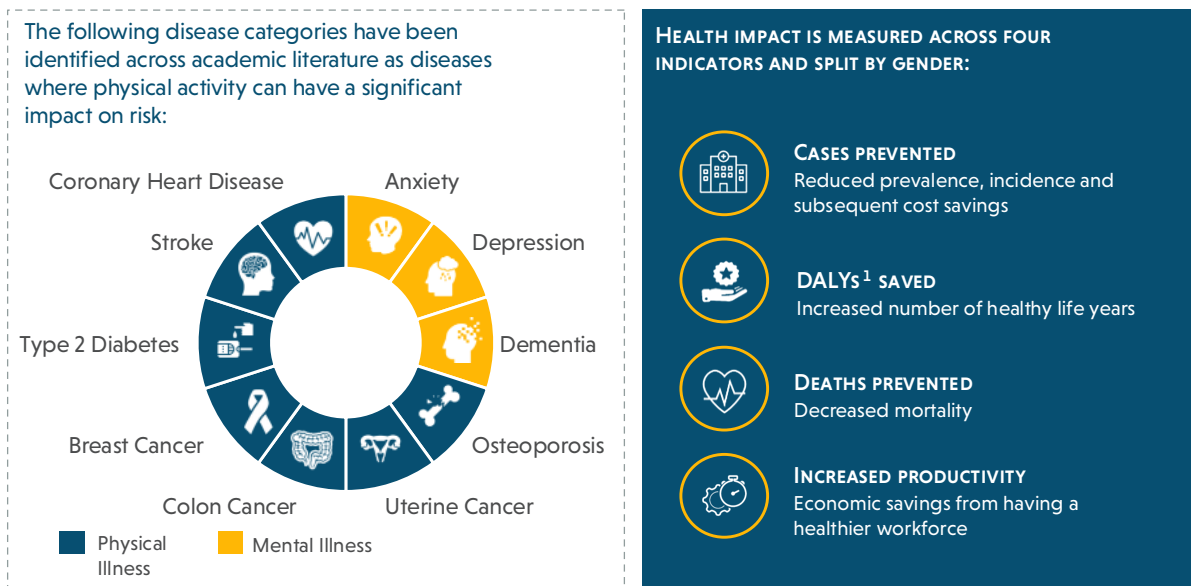 The following disease categories have been
identified across academic literature as diseases
where physical activity can have a significant
impact on risk:
Coronary Heart Disease
Anxiety
Stroke
Depression
Type 2 Diabetes
Dementia
Breast Cancer
Osteoporosis
Colon Cancer
Uterine Cancer
Physical
Illness
Mental Illness
HEALTH IMPACT IS MEASURED ACROSS FOUR
INDICATORS AND SPLIT BY GENDER:
CASES PREVENTED
Reduced prevalence, incidence and
subsequent cost savings
DALYs¹ SAVED
Increased number of healthy life years
DEATHS PREVENTED
Decreased mortality
INCREASED PRODUCTIVITY
Economic savings from having a
healthier workforce